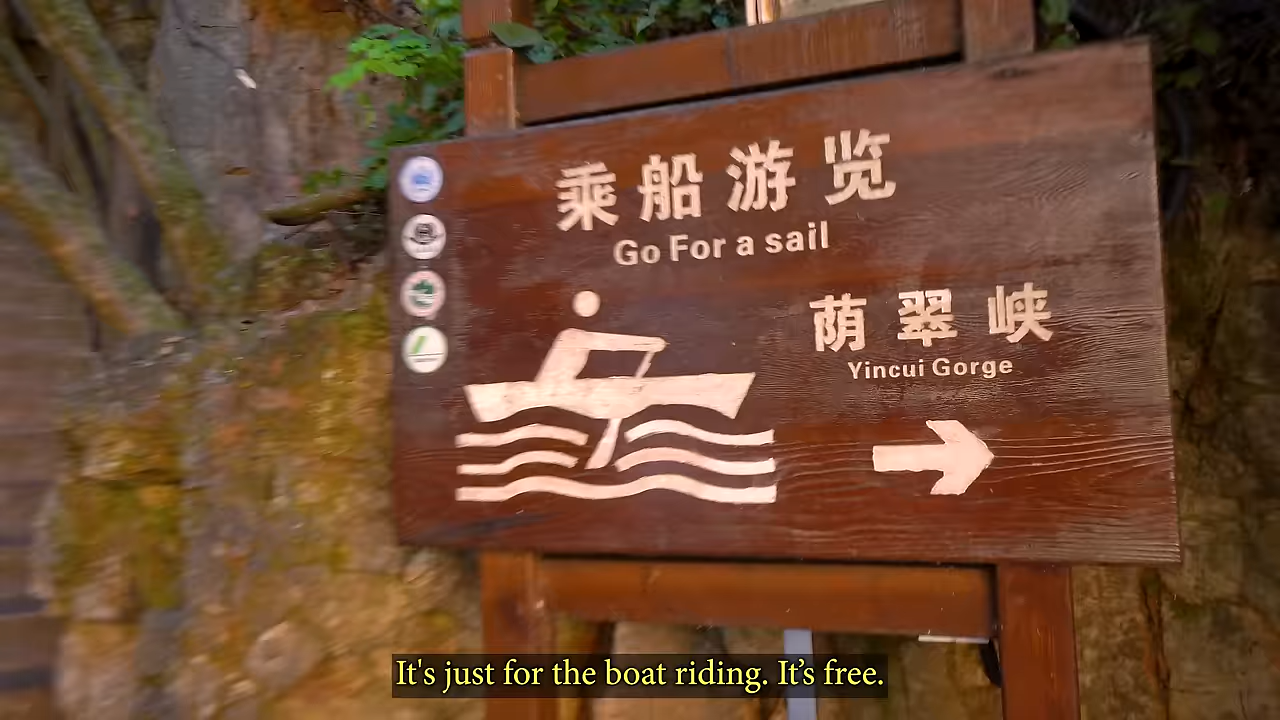 乘船游览
Go For a sail
荫翠峡
Yincui Gorge
It's just for the boat riding. It’s free.